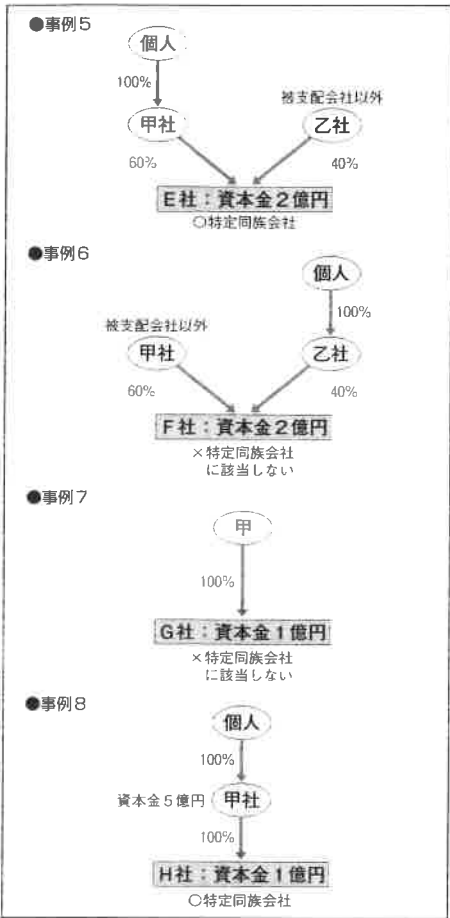 ●事例5
個人
100%
被支配会社以外
甲社
乙社
60%
40%
E社：資本金2億円
○特定同族会社
●事例6
個人
100%
被支配会社以外
甲社
乙社
60%
40%
F社：資本金2億円
×特定同族会社
に該当しない
●事例7
甲
100%
G社：資本金1億円
×特定同族会社
に該当しない
●事例8
個人
100%
資本金5億円
甲社
100%
H社：資本金1億円
○特定同族会社